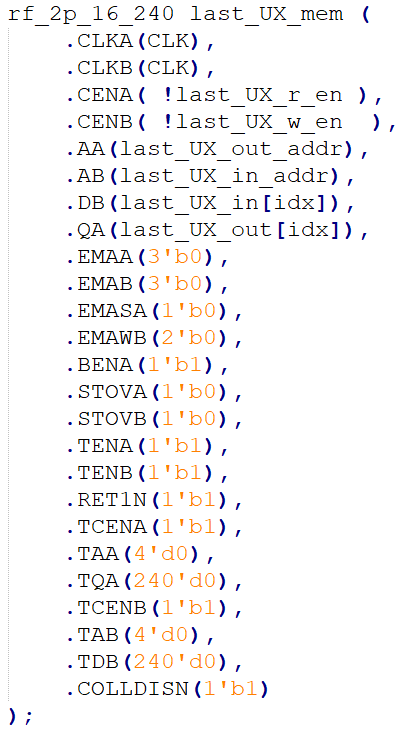 rf_2p_16_240 last_UX_mem (
    .CLKA(CLK),
    .CLKB(CLK),
    .CENA( !last_UX_r_en ),
    .CENB( !last_UX_w_en  ),
    .AA(last_UX_out_addr),
    .AB(last_UX_in_addr),
    .DB(last_UX_in[idx]),
    .QA(last_UX_out[idx]),
    .EMAA(3'b0),
    .EMAB(3'b0),
    .EMASA(1'b0),
    .EMAWB(2'b0),
    .BENA(1'b1),
    .STOVA(1'b0),
    .STOVB(1'b0),
    .TENA(1'b1),
    .TENB(1'b1),
    .RET1N(1'b1),
    .TCENA(1'b1),
    .TAA(4'd0),
    .TQA(240'd0),
    .TCENB(1'b1),
    .TAB(4'd0),
    .TDB(240'd0),
    .COLLDISN(1'b1)
);